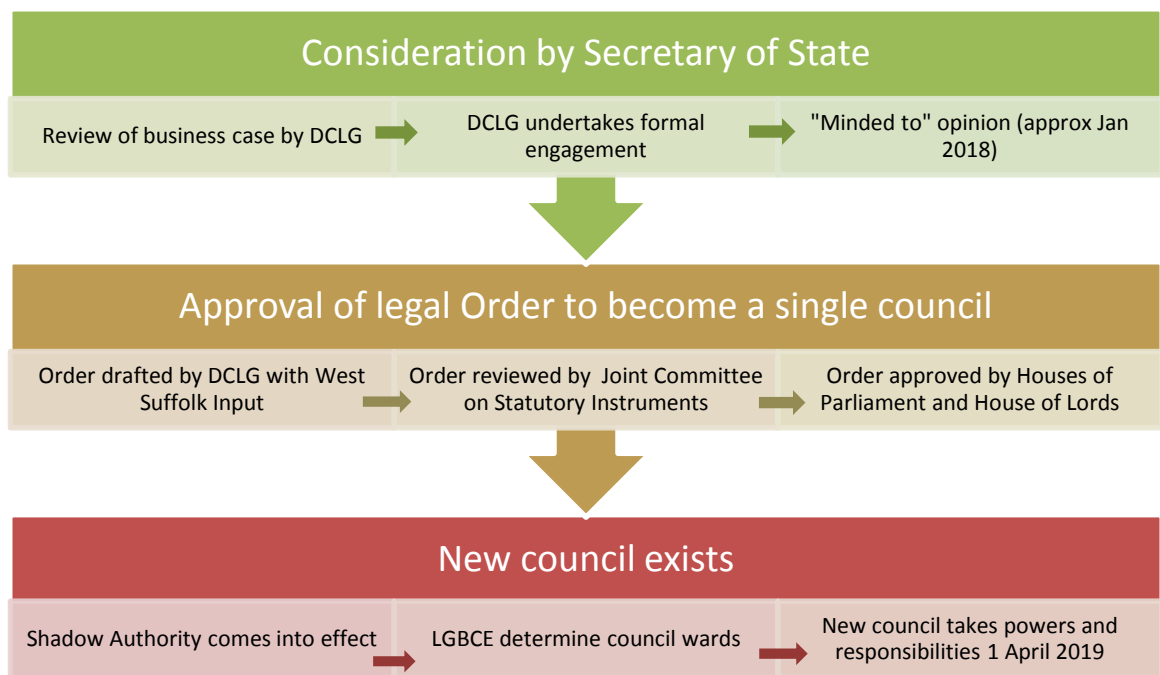 Consideration by Secretary of State
Review of business case by DCLG
DCLG undertakes formal
engagement
"Minded to" opinion (approx Jan
2018)
Approval of legal Order to become a single council
Order drafted by DCLG with West
Suffolk Input
Order reviewed by Joint Committee
on Statutory Instruments
Order approved by Houses of
Parliament and House of Lords
New council exists
Shadow Authority comes into effect
LGBCE determine council wards
New council takes powers and
responsibilities 1 April 2019